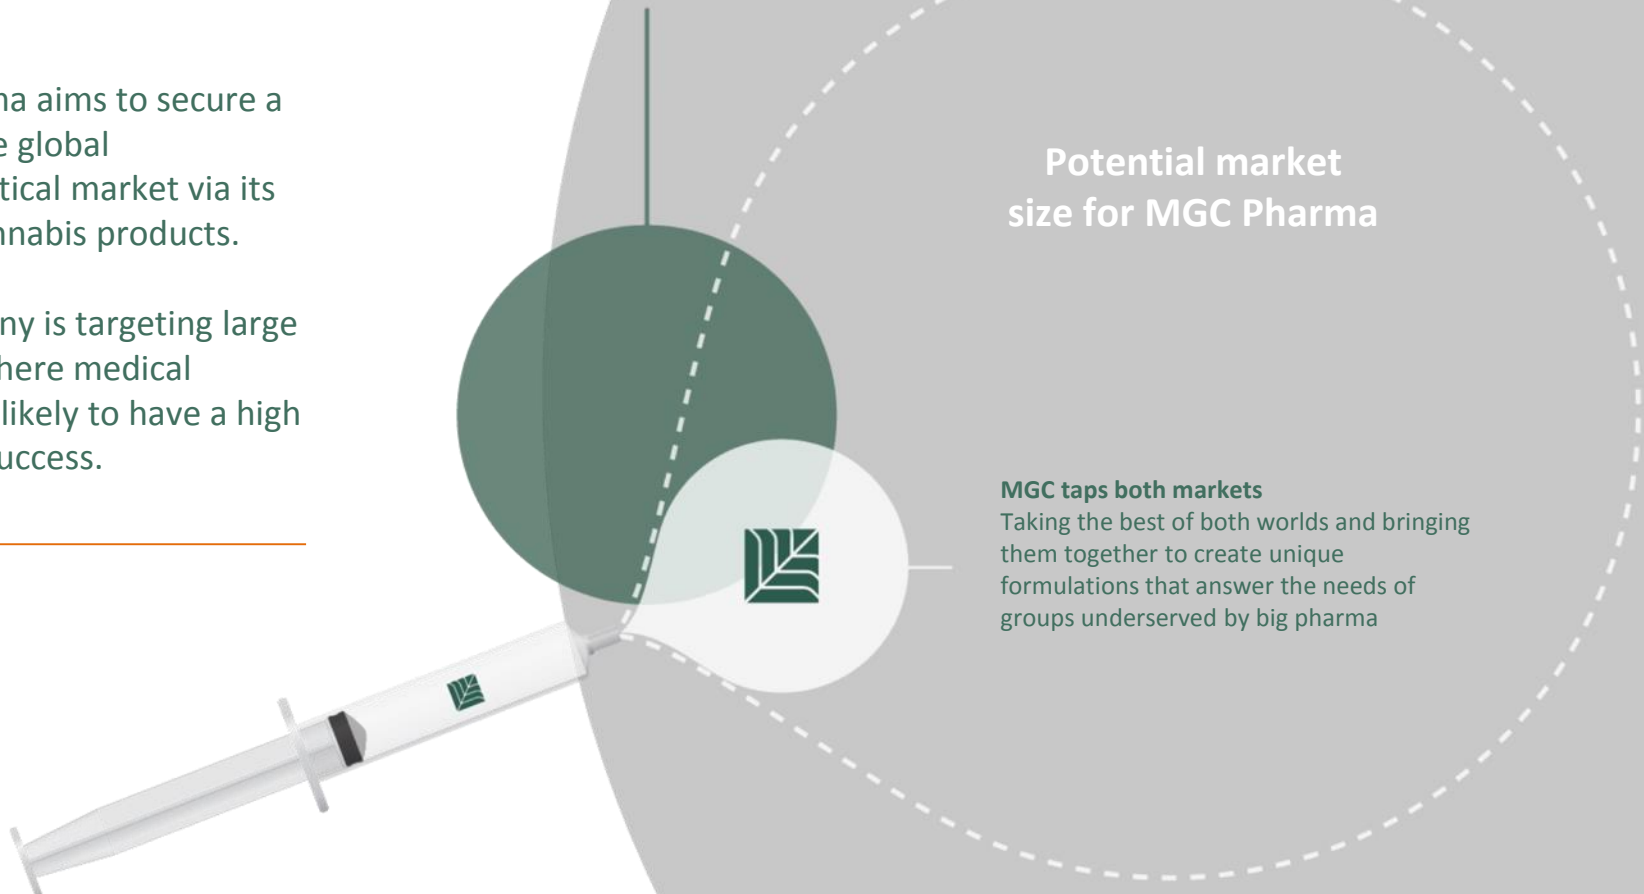 na aims to secure a
e global
tical market via its
nnabis products.
ny is targeting large
here medical
likely to have a high
uccess.
Potential market
size for MGC Pharma
MGC taps both markets
Taking the best of both worlds and bringing
them together to create unique
formulations that answer the needs of
groups underserved by big pharma